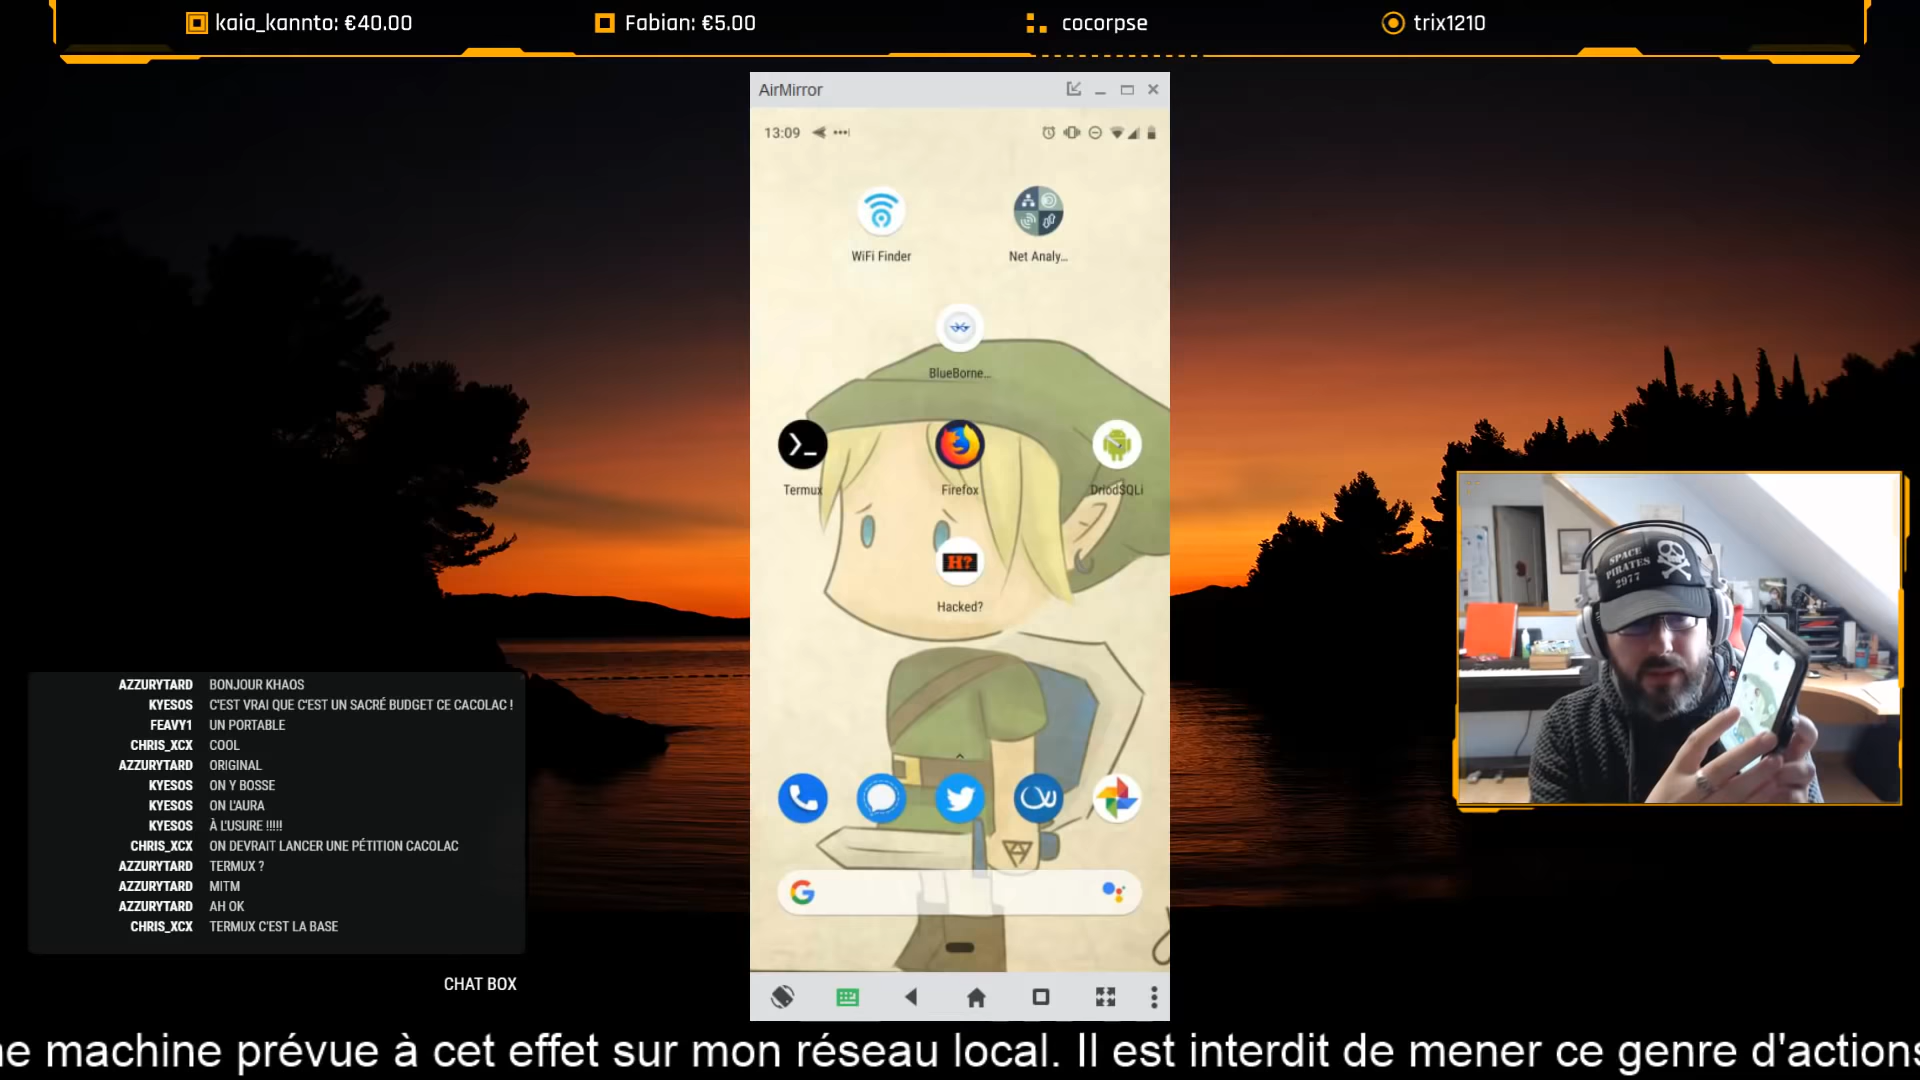 kaia_kannto: €40.00
Fabian: €5.00
cocorpse
trix1210
AirMirror
13:09
WiFi Finder
Net Analy...
BlueBorne...
Termux
Firefox
DriodSQLi
H?
Hacked?
SPACE
PIRATES
2977
AZZURYTARD BONJOUR KHAOS
KYESOS C'EST VRAI QUE C'EST UN SACRÉ BUDGET CE CACOLAC !
FEAVY1 UN PORTABLE
CHRIS_XCX COOL
AZZURYTARD ORIGINAL
KYESOS ON Y BOSSE
KYESOS ON L'AURA
KYESOS À L'USURE !!!!!
CHRIS_XCX ON DEVRAIT LANCER UNE PÉTITION CACOLAC
AZZURYTARD TERMUX ?
AZZURYTARD MITM
AZZURYTARD AH OK
CHRIS_XCX TERMUX C'EST LA BASE
CHAT BOX
ne machine prévue à cet effet sur mon réseau local. Il est interdit de mener ce genre d'actions